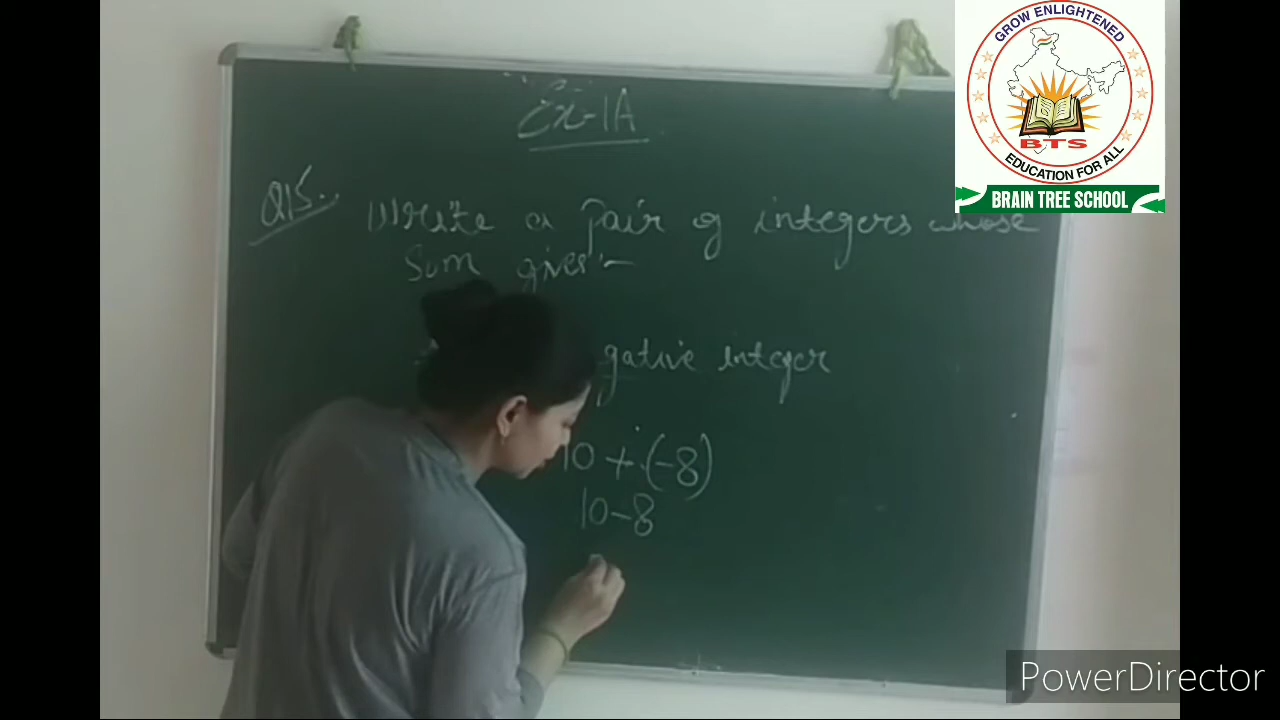 Ex-1A
Q15.. Write a pair of integers whose
Sum gives:-
gative integer
10 + (-8)
10-8
GROW ENLIGHTENED
BTS
EDUCATION FOR ALL
BRAIN TREE SCHOOL
PowerDirector